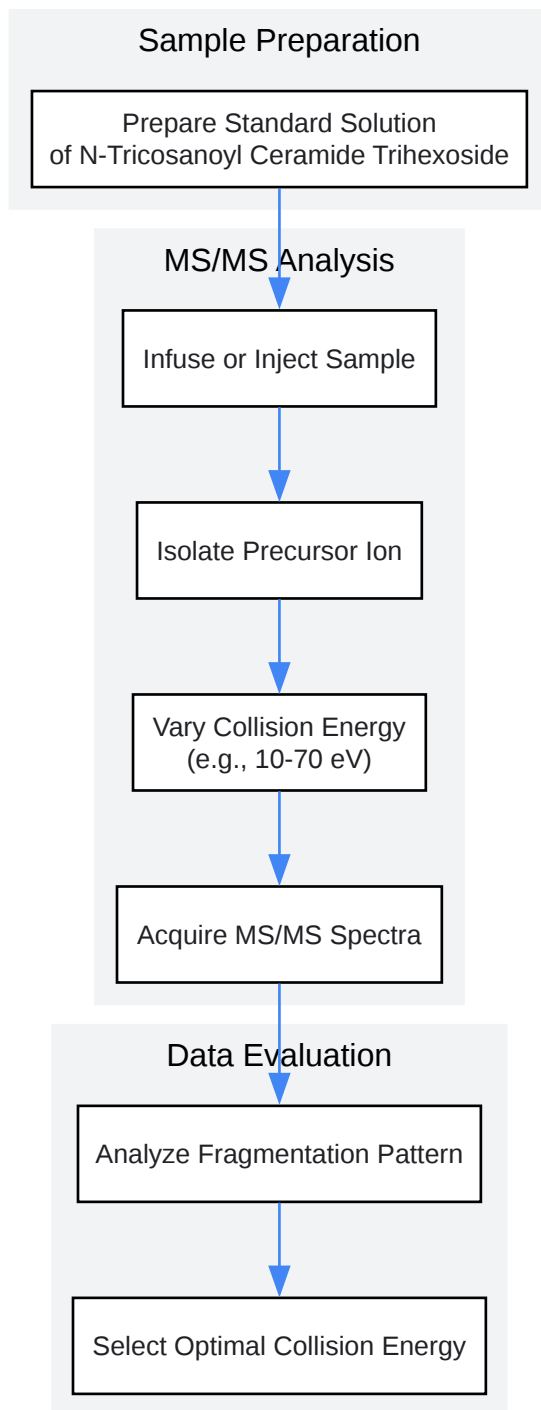 Sample Preparation
Prepare Standard Solution
of N-Tricosanoyl Ceramide Trihexoside
MS/MS Analysis
Infuse or Inject Sample
Isolate Precursor Ion
Vary Collision Energy
(e.g., 10-70 eV)
Acquire MS/MS Spectra
Data Evaluation
Analyze Fragmentation Pattern
Select Optimal Collision Energy